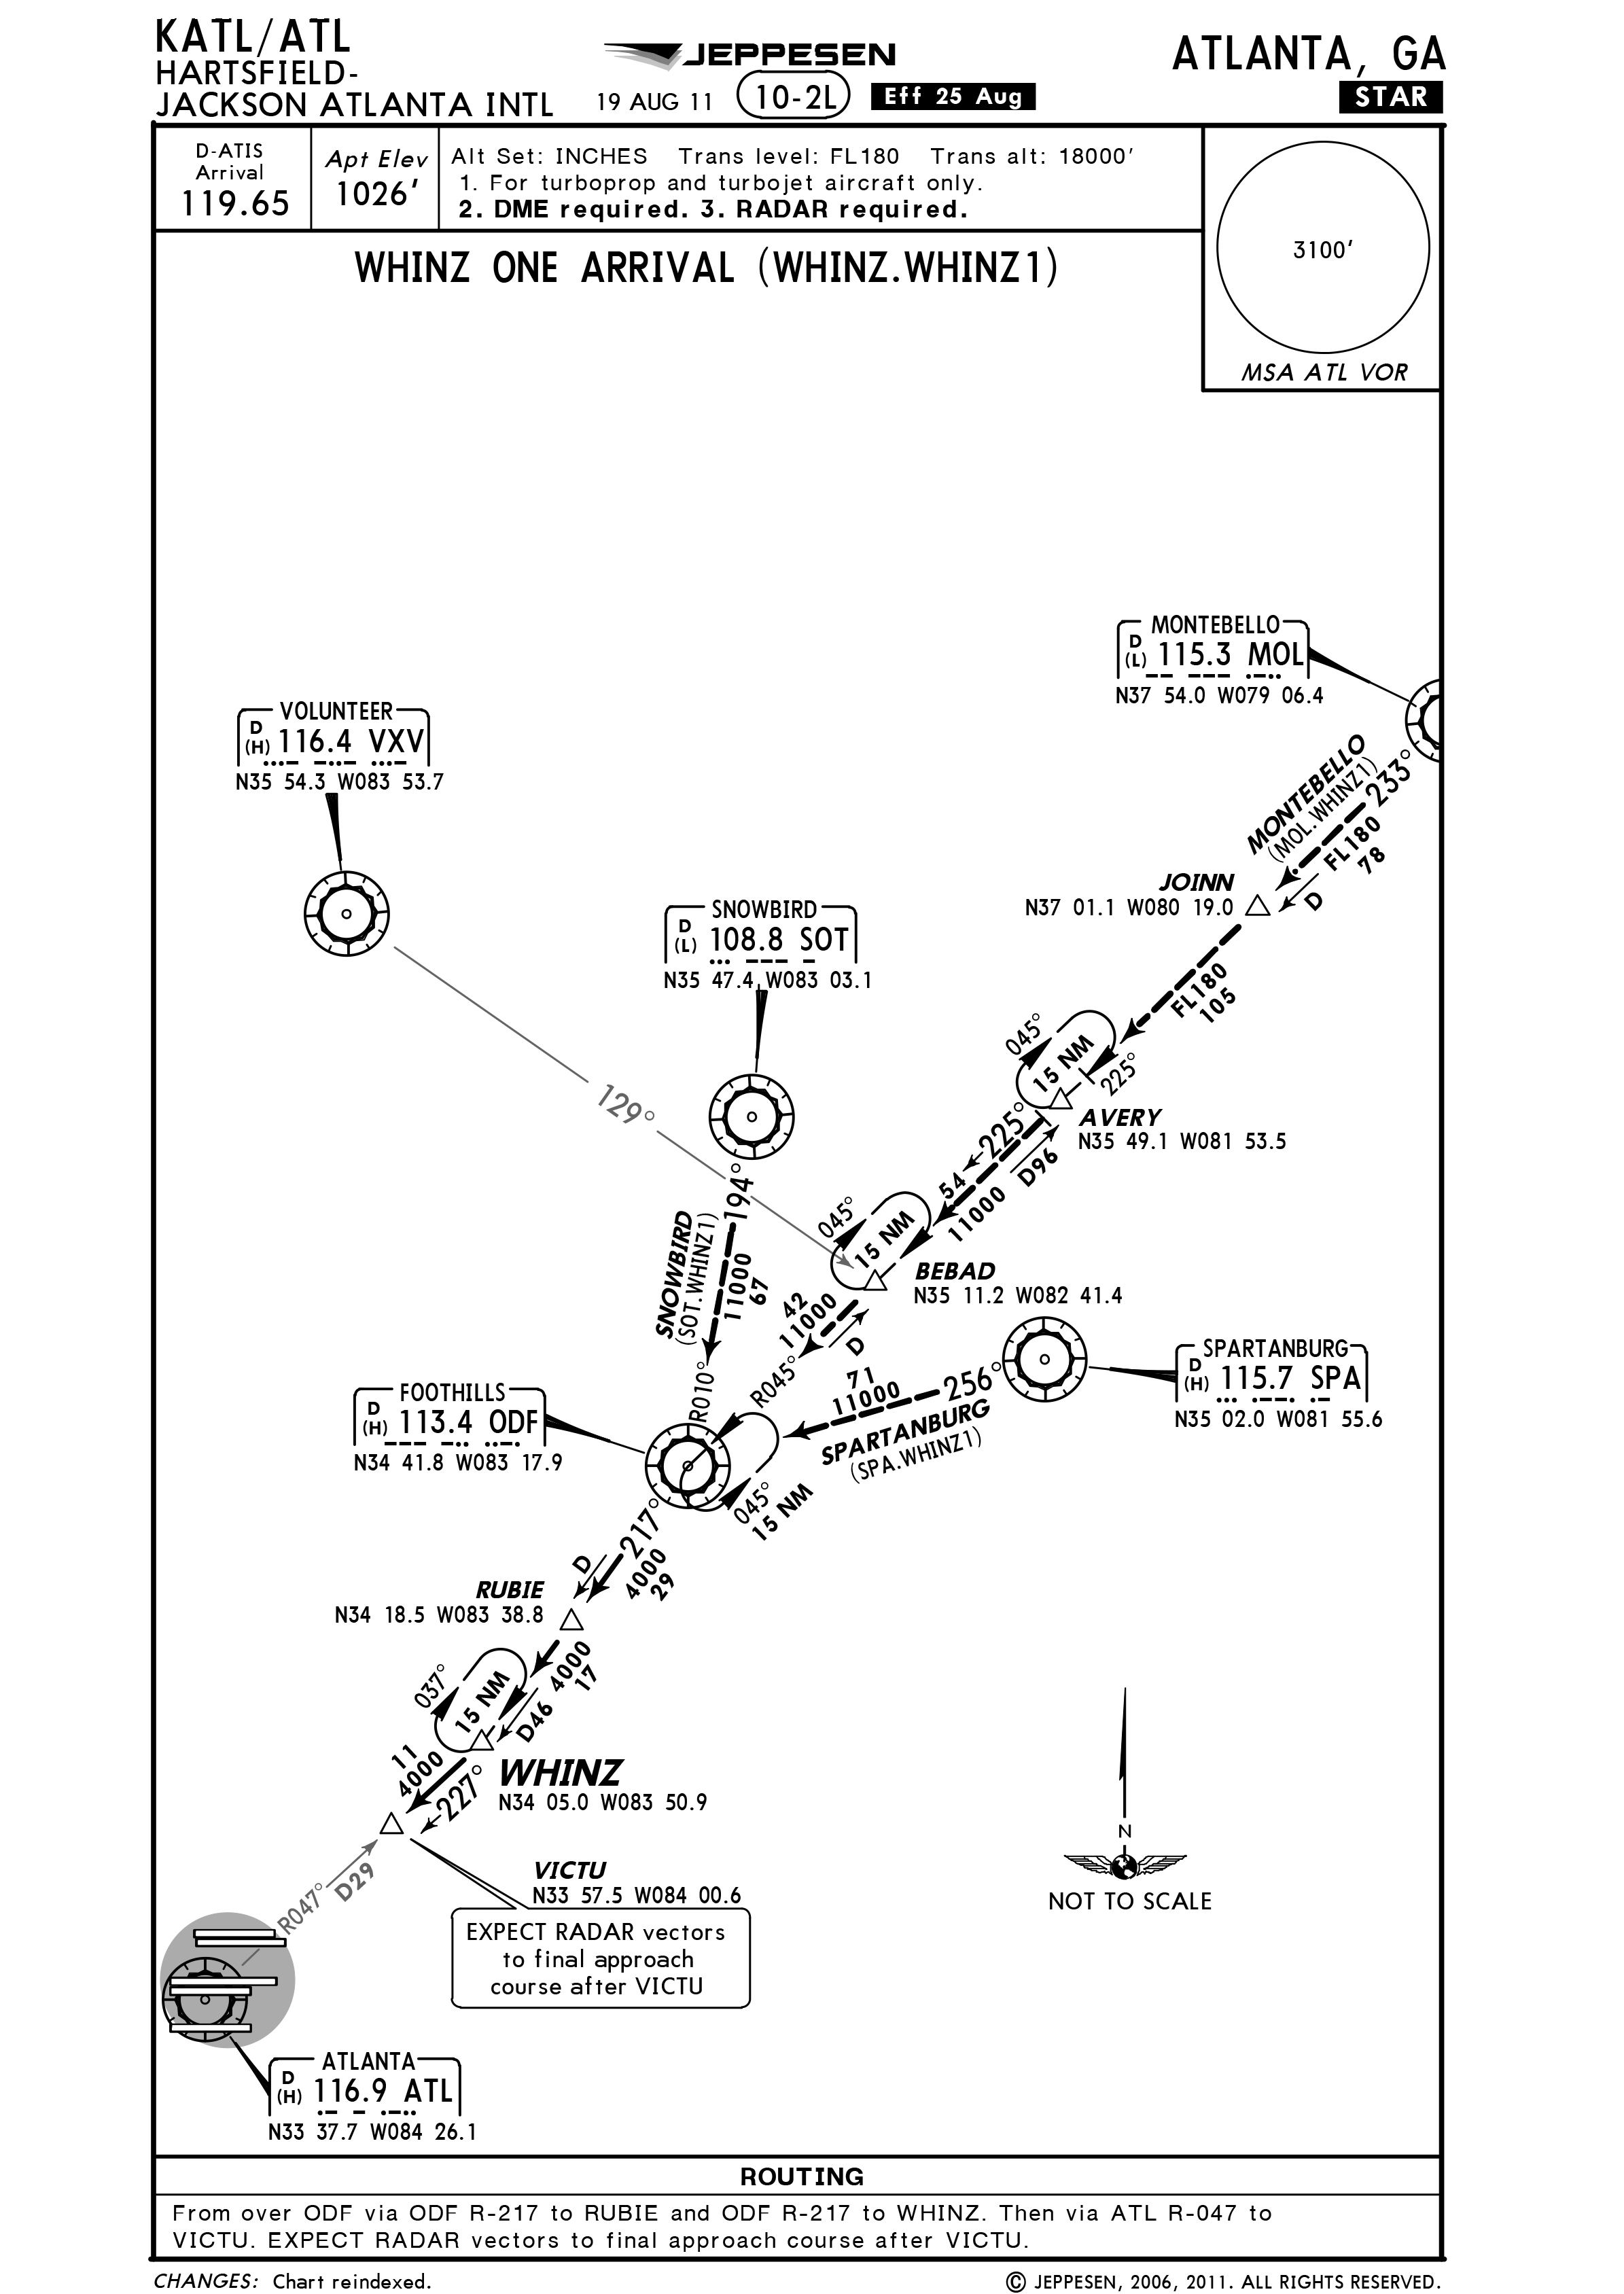 KATL/ATL
HARTSFIELD-
JACKSON ATLANTA INTL
JEPPESEN
19 AUG 11
10-2L
Eff 25 Aug
ATLANTA, GA
STAR
D-ATIS
Arrival
119.65
Apt Elev
1026'
Alt Set: INCHES Trans level: FL180 Trans alt: 18000'
1. For turboprop and turbojet aircraft only.
2. DME required. 3. RADAR required.
3100'
MSA ATL VOR
WHINZ ONE ARRIVAL (WHINZ.WHINZ1)
MONTEBELLO
D
(L)
115.3 MOL
N37 54.0 W079 06.4
VOLUNTEER
D
(H)
116.4 VXV
N35 54.3 W083 53.7
MONTEBELLO
(MOL.WHINZ1)
233°
FL180
78
D
JOINN
N37 01.1 W080 19.0
SNOWBIRD
D
(L)
108.8 SOT
N35 47.4 W083 03.1
FL180
105
045°
15 NM
225°
AVERY
N35 49.1 W081 53.5
129°
225°
54
11000
D96
194°
SNOWBIRD
(SOT.WHINZ1)
11000
67
R010°
045°
15 NM
BEBAD
N35 11.2 W082 41.4
42
11000
D
R045°
SPARTANBURG
D
(H)
115.7 SPA
N35 02.0 W081 55.6
256°
71
11000
SPARTANBURG
(SPA.WHINZ1)
FOOTHILLS
D
(H)
113.4 ODF
N34 41.8 W083 17.9
045°
15 NM
217°
D
4000
29
RUBIE
N34 18.5 W083 38.8
4000
17
037°
15 NM
D46
WHINZ
N34 05.0 W083 50.9
11
4000
227°
VICTU
N33 57.5 W084 00.6
EXPECT RADAR vectors
to final approach
course after VICTU
R047°
D29
N
NOT TO SCALE
ATLANTA
D
(H)
116.9 ATL
N33 37.7 W084 26.1
ROUTING
From over ODF via ODF R-217 to RUBIE and ODF R-217 to WHINZ. Then via ATL R-047 to
VICTU. EXPECT RADAR vectors to final approach course after VICTU.
CHANGES: Chart reindexed.
© JEPPESEN, 2006, 2011. ALL RIGHTS RESERVED.